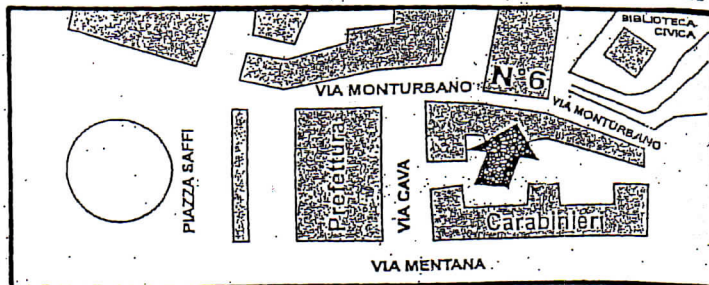 BIBLIOTECA
CIVICA
N°6
VIA MONTURBANO
VIA MONTURBANO
PIAZZA SAFFI
Prefettura
VIA CAVA
Carabinieri
VIA MENTANA